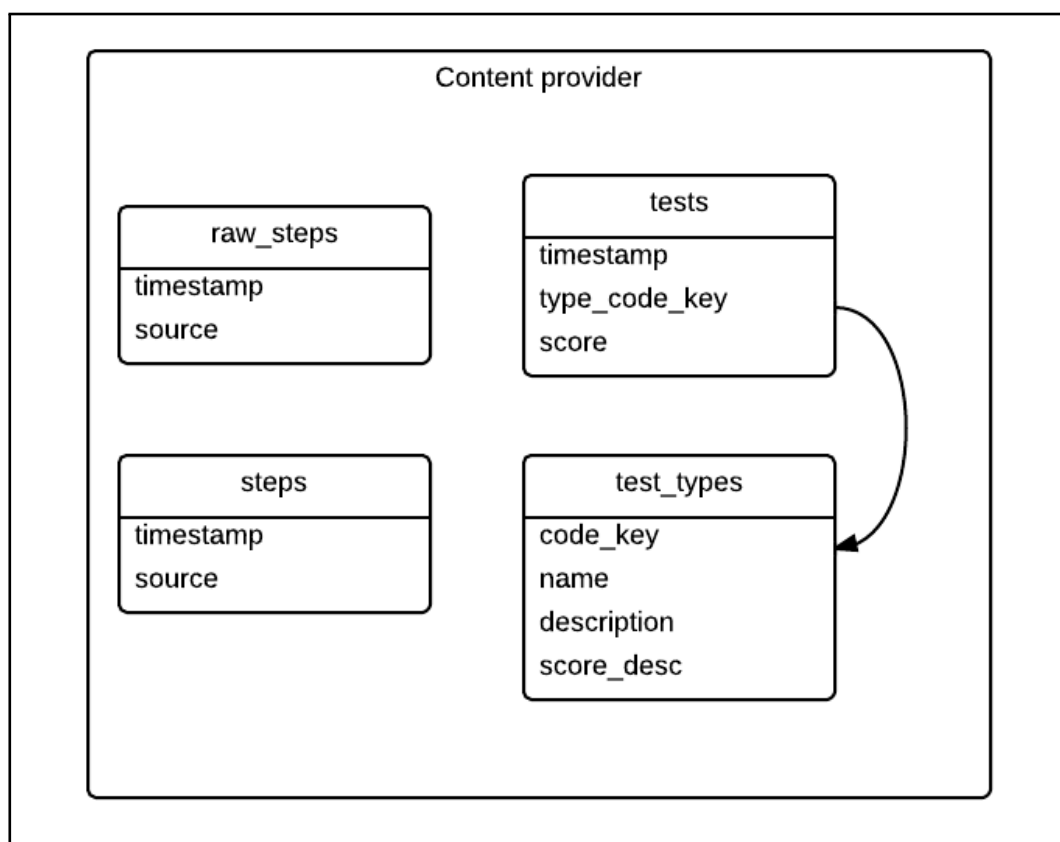 Content provider
raw_steps
timestamp
source
tests
timestamp
type_code_key
score
steps
timestamp
source
test_types
code_key
name
description
score_desc